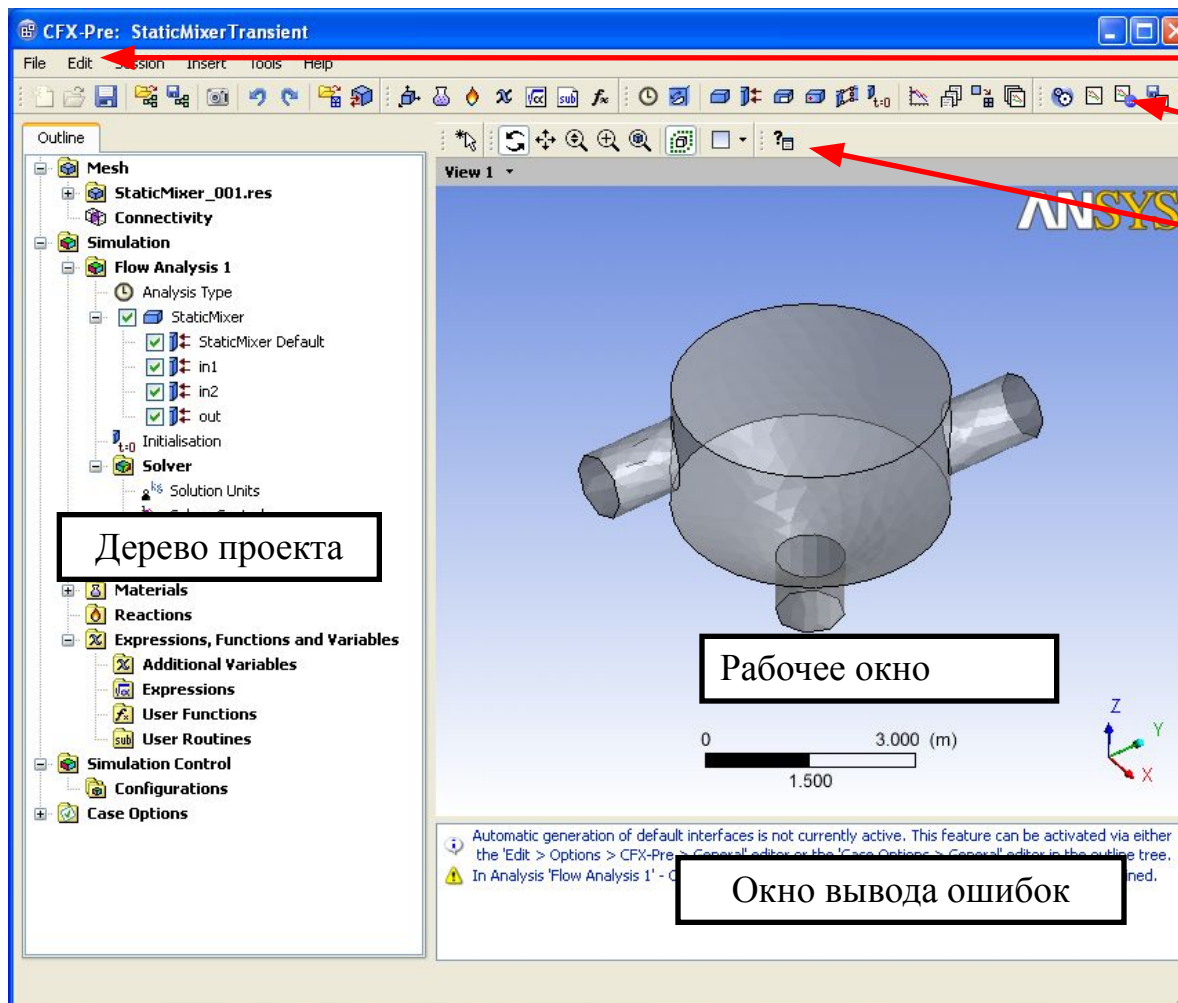 CFX-Pre: StaticMixerTransient
File Edit Session Insert Tools Help
Outline
Mesh
StaticMixer_001.res
Connectivity
Simulation
Flow Analysis 1
Analysis Type
StaticMixer
StaticMixer Default
in1
in2
out
t=0 Initialisation
Solver
Solution Units
Дерево проекта
Materials
Reactions
Expressions, Functions and Variables
Additional Variables
Expressions
User Functions
User Routines
Simulation Control
Configurations
Case Options
View 1
ANSYS
Рабочее окно
0 3.000 (m)
1.500
Z
Y
X
Automatic generation of default interfaces is not currently active. This feature can be activated via either
the 'Edit > Options > CFX-Pre > General' editor or the 'Case Options > General' editor in the outline tree.
In Analysis 'Flow Analysis 1' -
Окно вывода ошибок